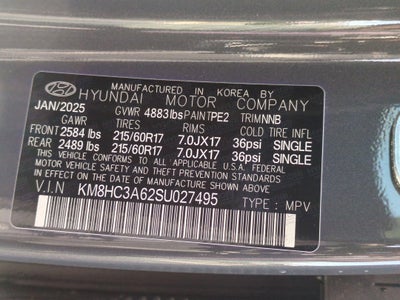 MANUFACTURED IN KOREA BY
HYUNDAI MOTOR COMPANY
JAN/2025 GVWR 4883lbs PAINT PE2 TRIM NNB
GAWR TIRES RIMS COLD TIRE INFL
FRONT 2584 lbs 215/60R17 7.0JX17 36psi SINGLE
REAR 2489 lbs 215/60R17 7.0JX17 36psi SINGLE
THIS VEHICLE CONFORMS TO ALL APPLICABLE U.S.A. FEDERAL
MOTOR VEHICLE SAFETY AND THEFT PREVENTION STANDARDS
IN EFFECT ON THE DATE OF MANUFACTURE SHOWN ABOVE.
V.I.N KM8HC3A62SU027495
TYPE: MPV